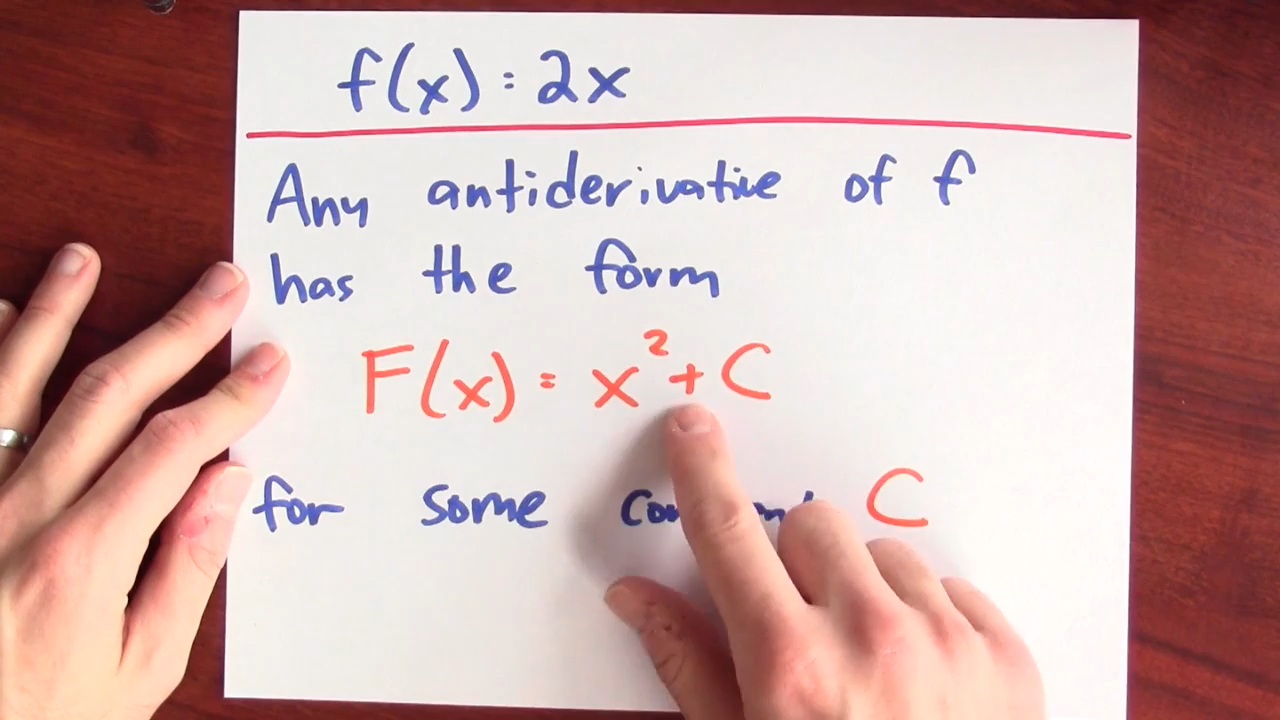 f(x) = 2x
Any antiderivative of f
has the form
F(x) = x² + C
for some C